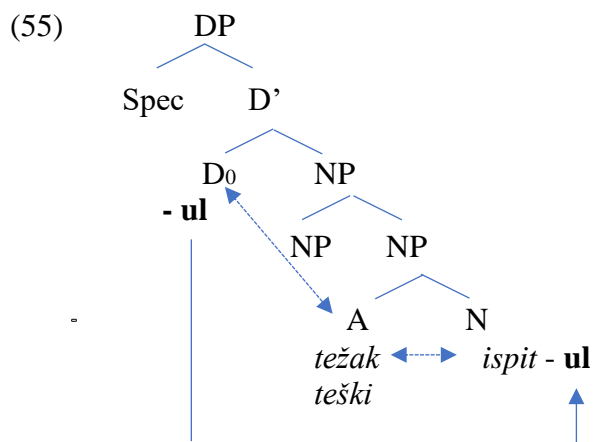 (55) DP
Spec D’
D0 NP
- ul
NP NP
A N
težak ispit - ul
teški